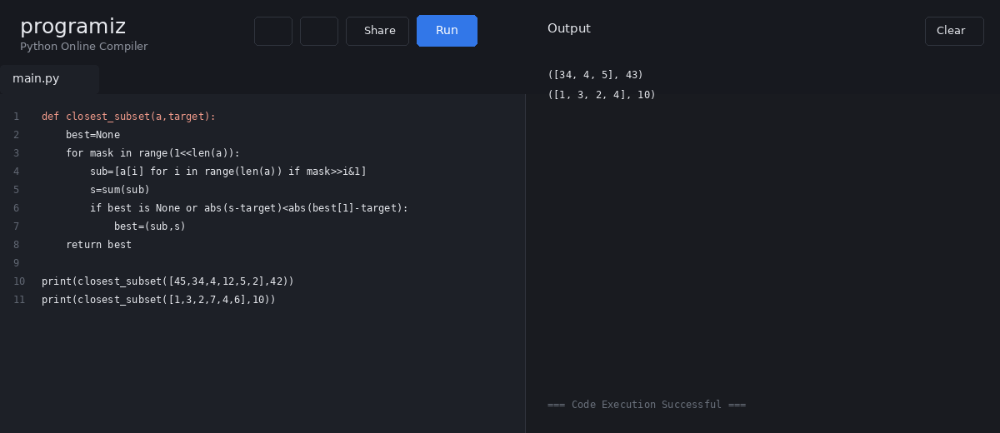 programiz
Python Online Compiler
Share
Run
Output
Clear
main.py
1 def closest_subset(a,target):
2     best=None
3     for mask in range(1<<len(a)):
4         sub=[a[i] for i in range(len(a)) if mask>>i&1]
5         s=sum(sub)
6         if best is None or abs(s-target)<abs(best[1]-target):
7             best=(sub,s)
8     return best
9
10 print(closest_subset([45,34,4,12,5,2],42))
11 print(closest_subset([1,3,2,7,4,6],10))
([34, 4, 5], 43)
([1, 3, 2, 4], 10)
=== Code Execution Successful ===